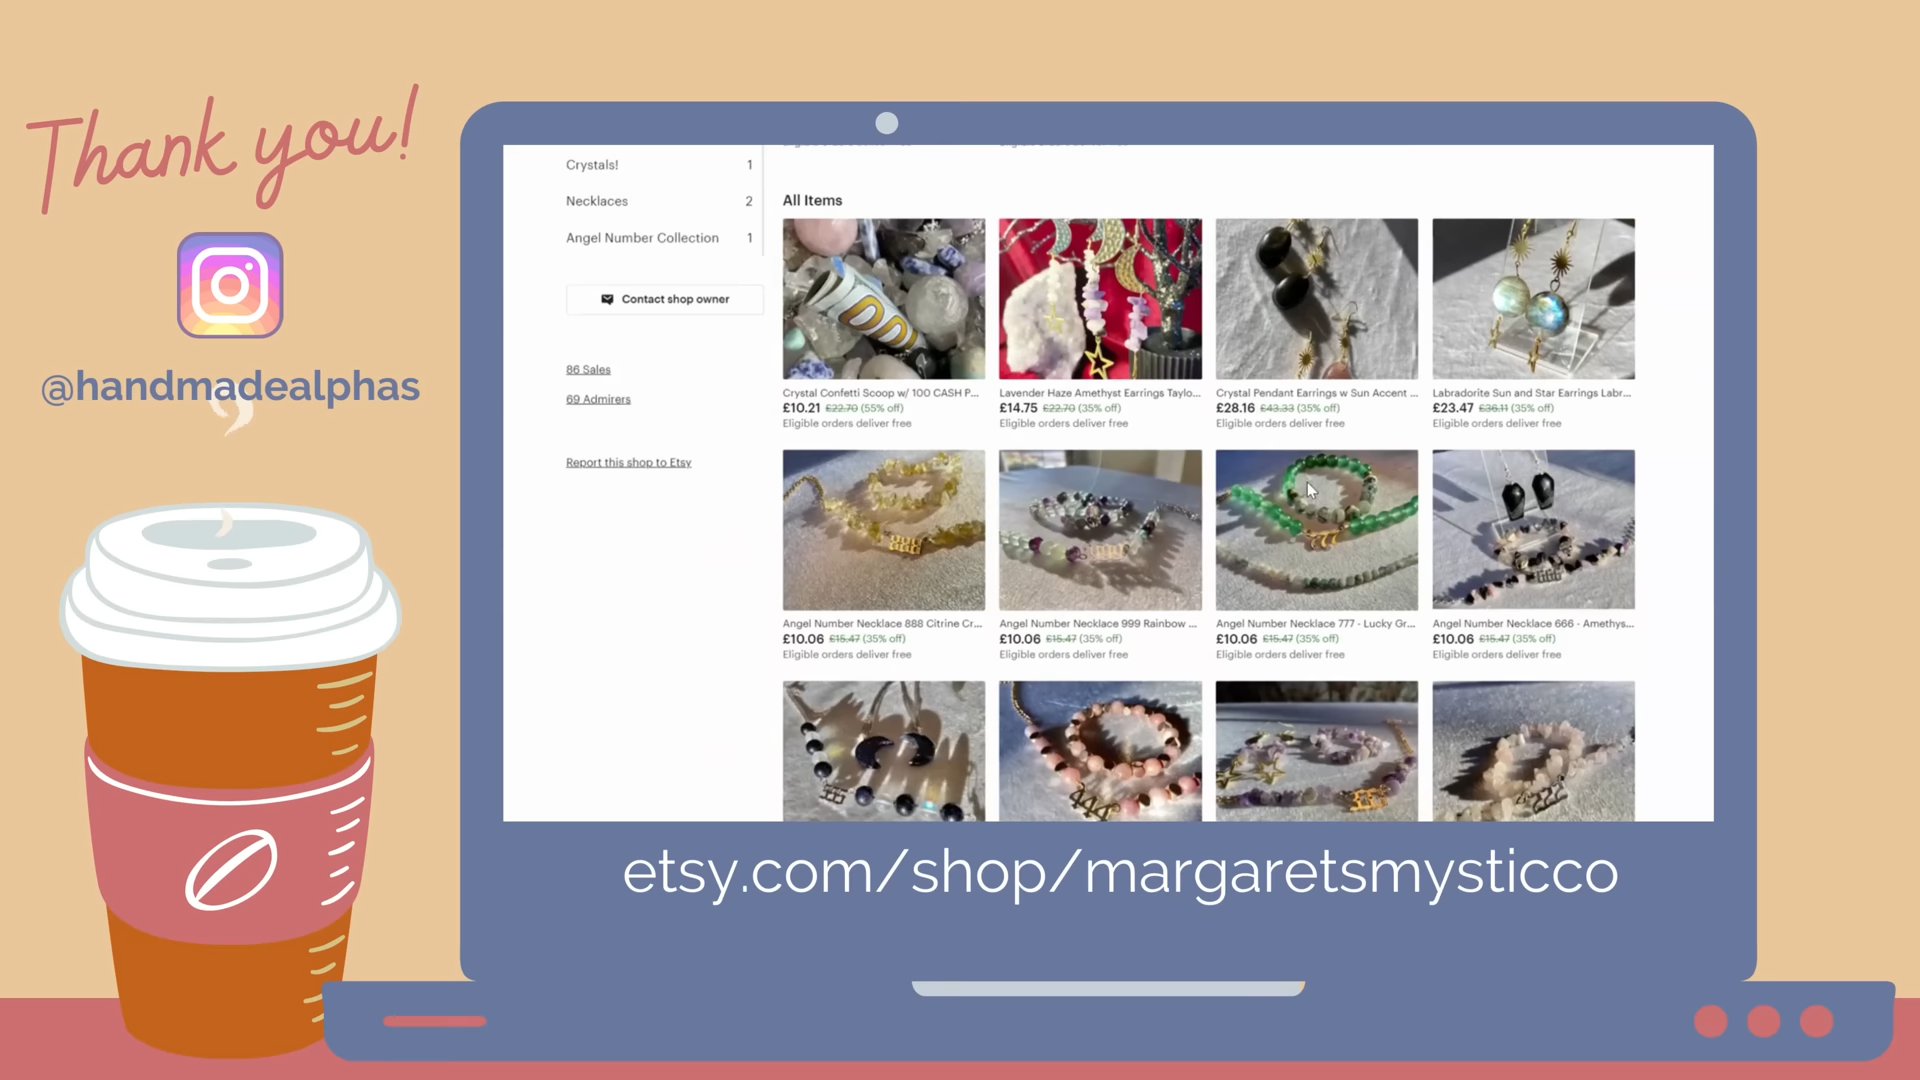 Thank you!
@handmadealphas
Crystals! 1
Necklaces 2
Angel Number Collection 1
Contact shop owner
86 Sales
69 Admirers
Report this shop to Etsy
All Items
Crystal Confetti Scoop w/ 100 CASH P...
£10.21 £22.70 (55% off)
Eligible orders deliver free
Lavender Haze Amethyst Earrings Taylo...
£14.75 £22.70 (35% off)
Eligible orders deliver free
Crystal Pendant Earrings w Sun Accent ...
£28.16 £43.33 (35% off)
Eligible orders deliver free
Labradorite Sun and Star Earrings Labr...
£23.47 £36.11 (35% off)
Eligible orders deliver free
Angel Number Necklace 888 Citrine Cr...
£10.06 £15.47 (35% off)
Eligible orders deliver free
Angel Number Necklace 999 Rainbow ...
£10.06 £15.47 (35% off)
Eligible orders deliver free
Angel Number Necklace 777 - Lucky Gr...
£10.06 £15.47 (35% off)
Eligible orders deliver free
Angel Number Necklace 666 - Amethys...
£10.06 £15.47 (35% off)
Eligible orders deliver free
888
777
666
444
222
etsy.com/shop/margaretsmysticco